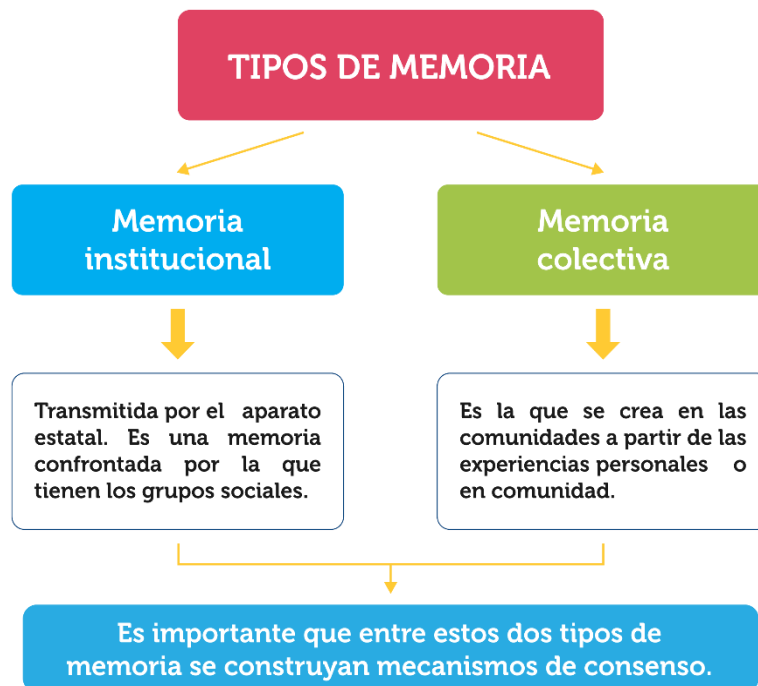 TIPOS DE MEMORIA
Memoria
institucional
Memoria
colectiva
Transmitida por el aparato
estatal. Es una memoria
confrontada por la que
tienen los grupos sociales.
Es la que se crea en las
comunidades a partir de las
experiencias personales o
en comunidad.
Es importante que entre estos dos tipos de
memoria se construyan mecanismos de consenso.